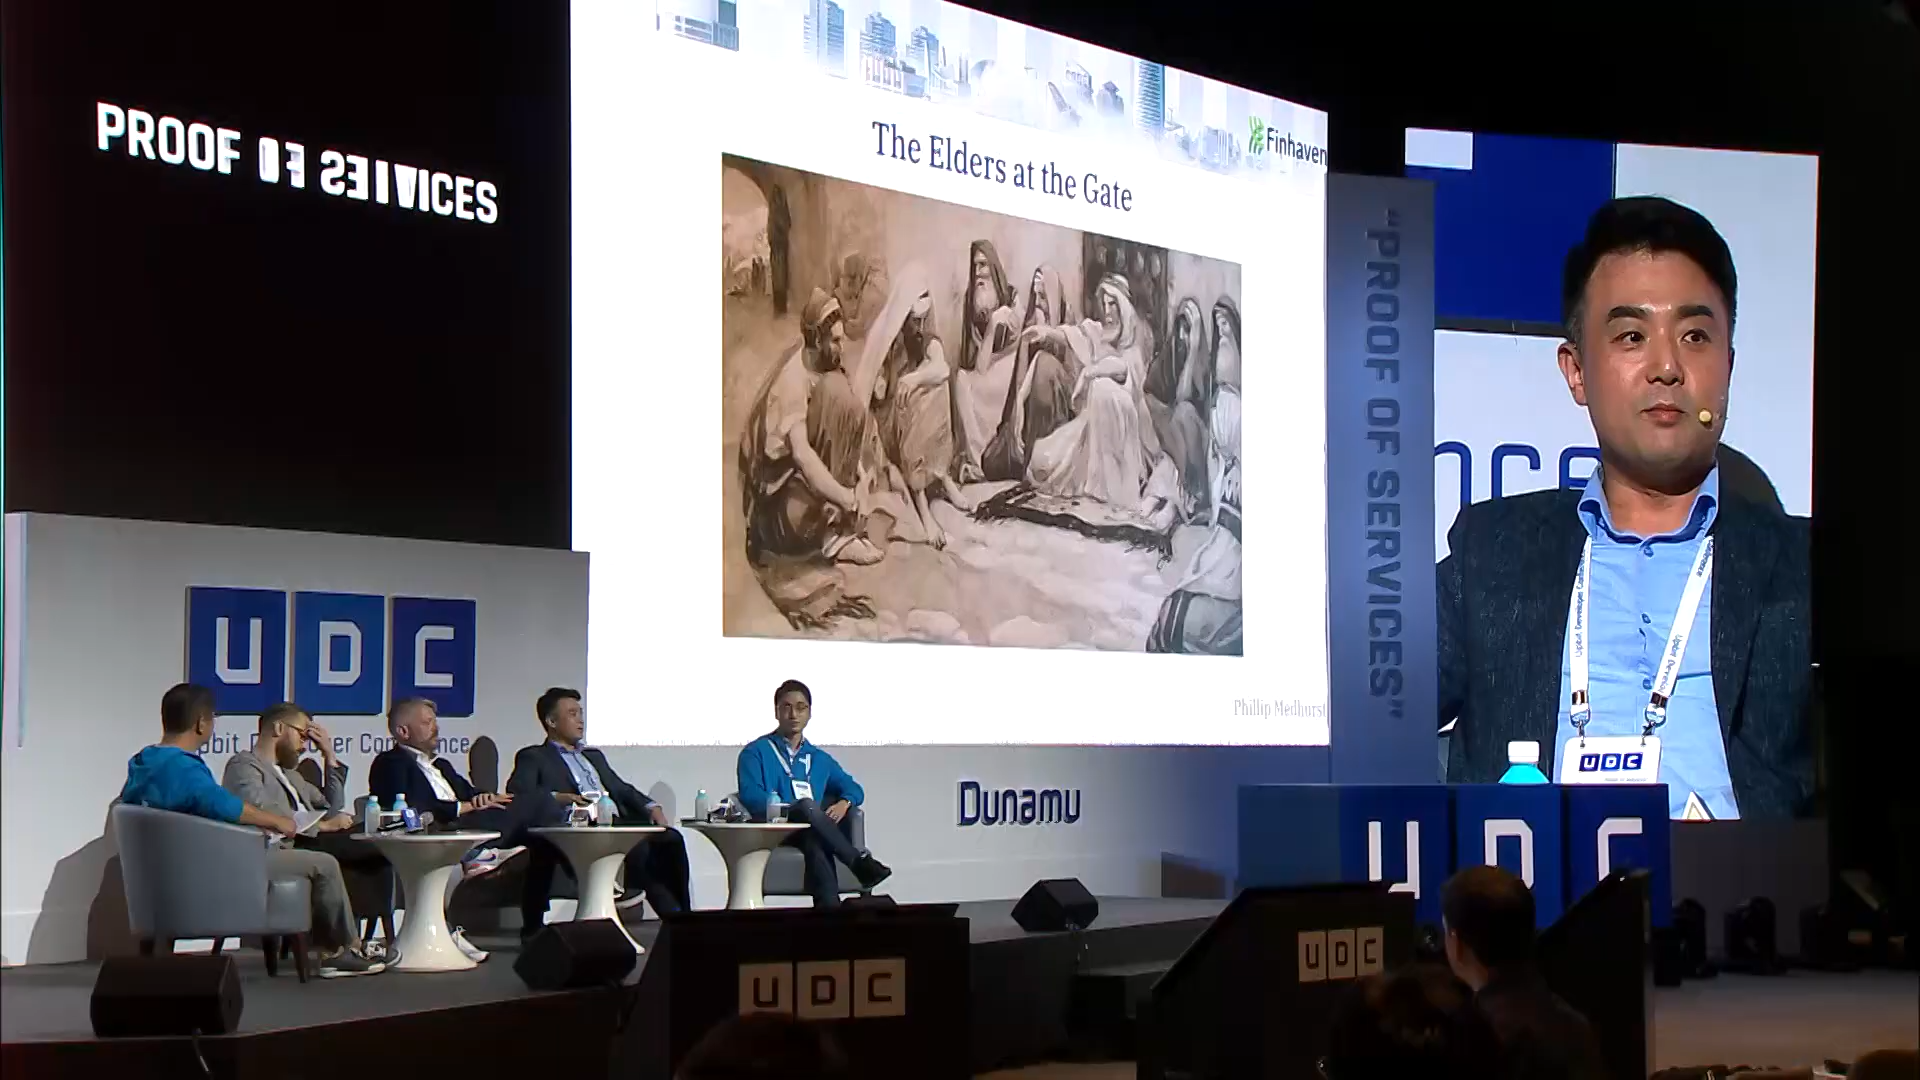 PROOF OF SERVICES
The Elders at the Gate
Finhaven
Phillip Medhurst
"PROOF OF SERVICES"
UDC
Dunamu
UDC
UDC
UDC
UDC